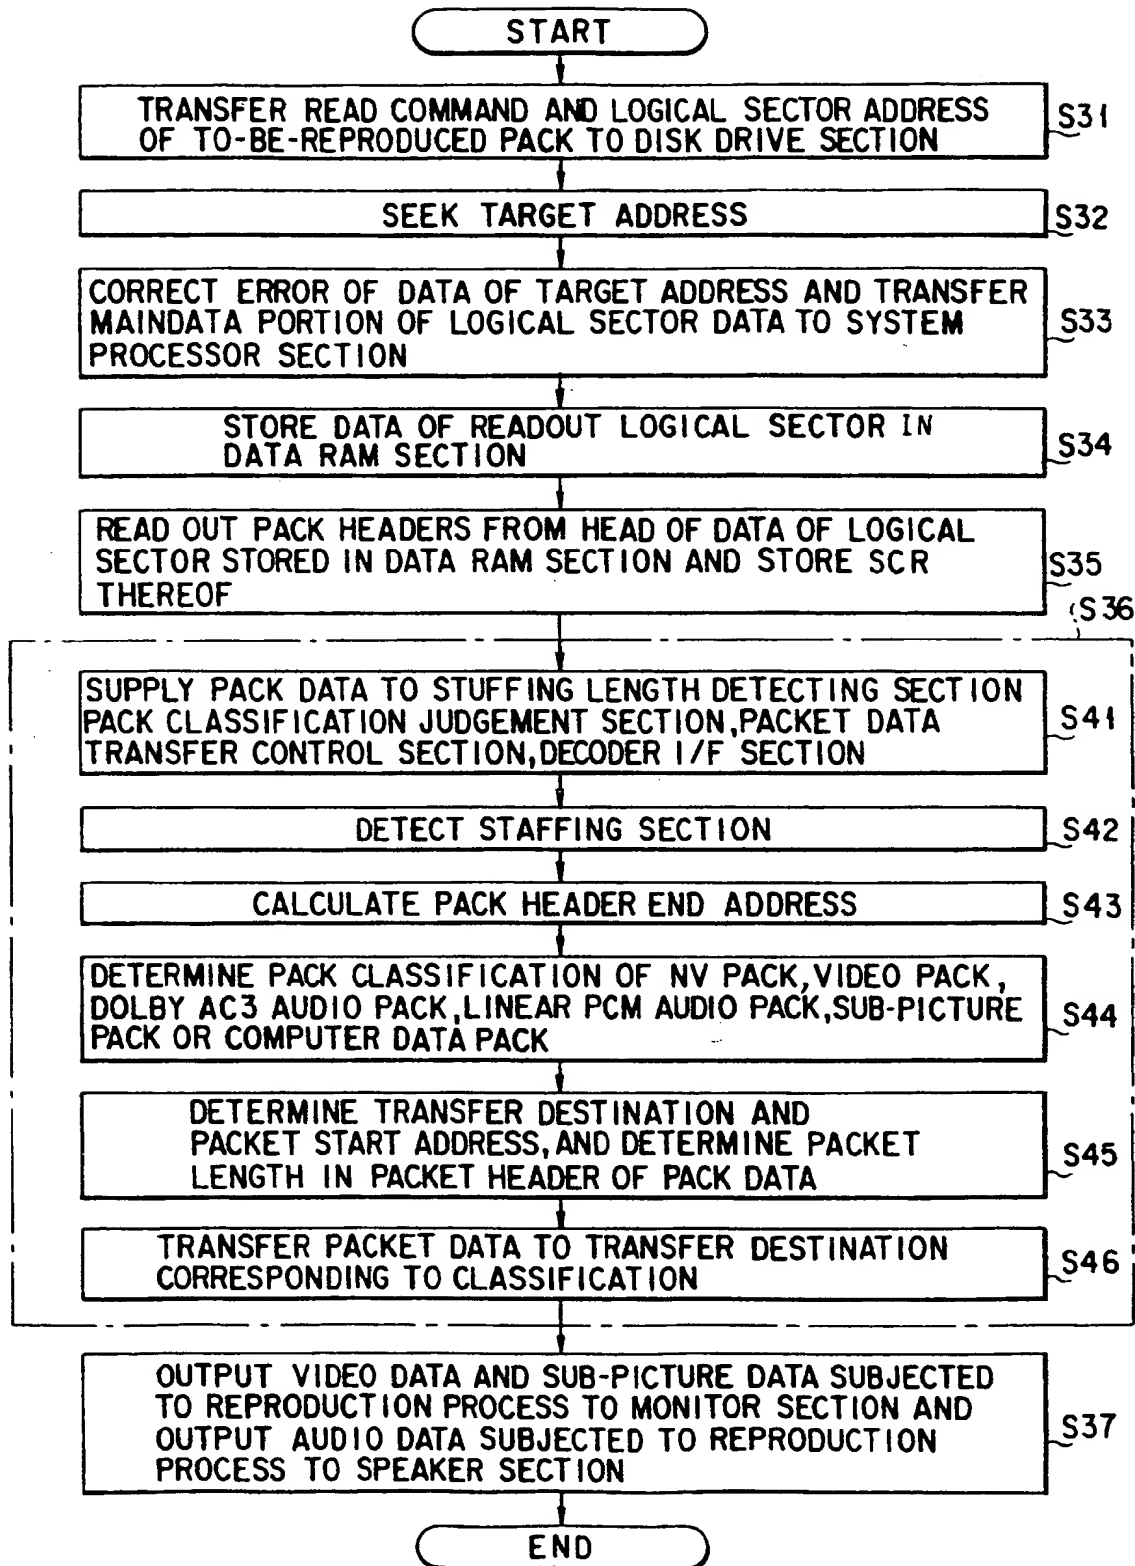 START
TRANSFER READ COMMAND AND LOGICAL SECTOR ADDRESS
OF TO-BE-REPRODUCED PACK TO DISK DRIVE SECTION
S31
SEEK TARGET ADDRESS
S32
CORRECT ERROR OF DATA OF TARGET ADDRESS AND TRANSFER
MAINDATA PORTION OF LOGICAL SECTOR DATA TO SYSTEM
PROCESSOR SECTION
S33
STORE DATA OF READOUT LOGICAL SECTOR IN
DATA RAM SECTION
S34
READ OUT PACK HEADERS FROM HEAD OF DATA OF LOGICAL
SECTOR STORED IN DATA RAM SECTION AND STORE SCR
THEREOF
S35
S36
SUPPLY PACK DATA TO STUFFING LENGTH DETECTING SECTION
PACK CLASSIFICATION JUDGEMENT SECTION, PACKET DATA
TRANSFER CONTROL SECTION, DECODER I/F SECTION
S41
DETECT STAFFING SECTION
S42
CALCULATE PACK HEADER END ADDRESS
S43
DETERMINE PACK CLASSIFICATION OF NV PACK, VIDEO PACK,
DOLBY AC3 AUDIO PACK, LINEAR PCM AUDIO PACK, SUB-PICTURE
PACK OR COMPUTER DATA PACK
S44
DETERMINE TRANSFER DESTINATION AND
PACKET START ADDRESS, AND DETERMINE PACKET
LENGTH IN PACKET HEADER OF PACK DATA
S45
TRANSFER PACKET DATA TO TRANSFER DESTINATION
CORRESPONDING TO CLASSIFICATION
S46
OUTPUT VIDEO DATA AND SUB-PICTURE DATA SUBJECTED
TO REPRODUCTION PROCESS TO MONITOR SECTION AND
OUTPUT AUDIO DATA SUBJECTED TO REPRODUCTION
PROCESS TO SPEAKER SECTION
S37
END